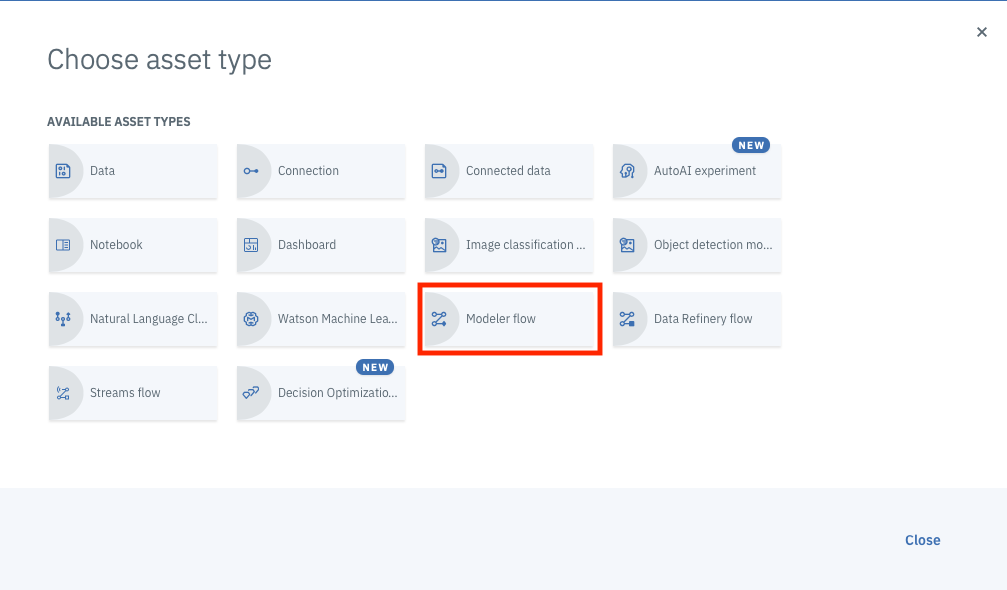 Choose asset type
AVAILABLE ASSET TYPES
NEW
Data
Connection
Connected data
AutoAI experiment
Notebook
Dashboard
Image classification ...
Object detection mo...
Natural Language Cl...
Watson Machine Lea...
Modeler flow
Data Refinery flow
NEW
Streams flow
Decision Optimizatio...
Close